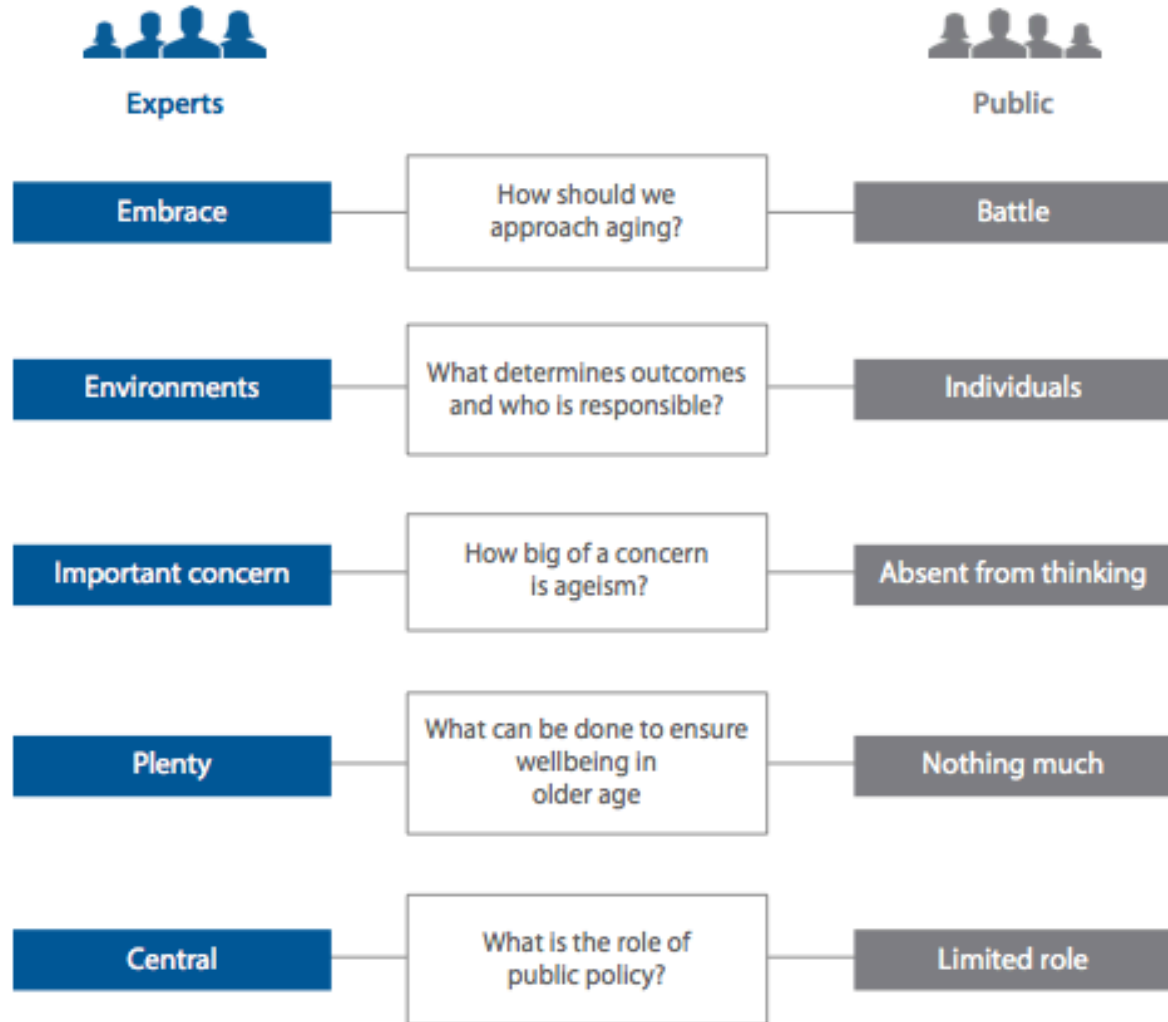 Experts
Public
Embrace
How should we
approach aging?
Battle
Environments
What determines outcomes
and who is responsible?
Individuals
Important concern
How big of a concern
is ageism?
Absent from thinking
Plenty
What can be done to ensure
wellbeing in
older age
Nothing much
Central
What is the role of
public policy?
Limited role